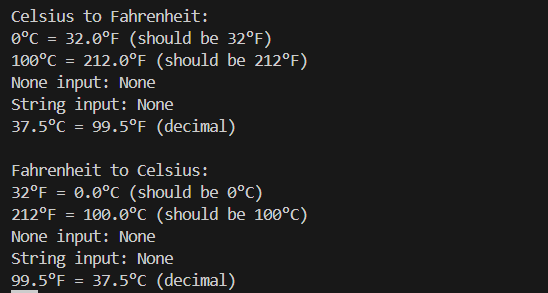 Celsius to Fahrenheit:
0°C = 32.0°F (should be 32°F)
100°C = 212.0°F (should be 212°F)
None input: None
String input: None
37.5°C = 99.5°F (decimal)

Fahrenheit to Celsius:
32°F = 0.0°C (should be 0°C)
212°F = 100.0°C (should be 100°C)
None input: None
String input: None
99.5°F = 37.5°C (decimal)